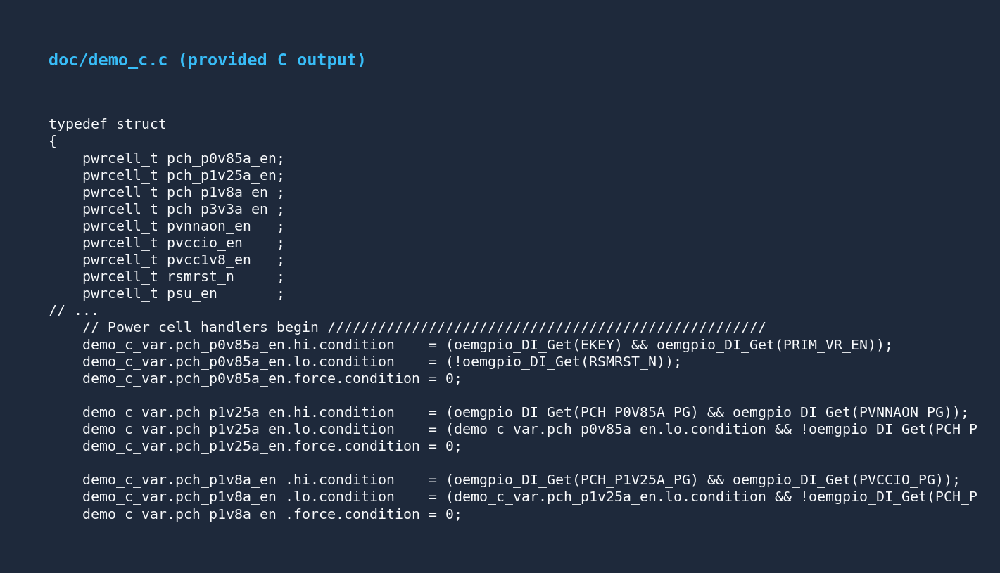 doc/demo_c.c (provided C output)
typedef struct
{
    pwrcell_t pch_p0v85a_en;
    pwrcell_t pch_p1v25a_en;
    pwrcell_t pch_p1v8a_en ;
    pwrcell_t pch_p3v3a_en ;
    pwrcell_t pvnnaon_en   ;
    pwrcell_t pvccio_en    ;
    pwrcell_t pvcc1v8_en   ;
    pwrcell_t rsmrst_n     ;
    pwrcell_t psu_en       ;
// ...
    // Power cell handlers begin ////////////////////////////////////////////////////
    demo_c_var.pch_p0v85a_en.hi.condition    = (oemgpio_DI_Get(EKEY) && oemgpio_DI_Get(PRIM_VR_EN));
    demo_c_var.pch_p0v85a_en.lo.condition    = (!oemgpio_DI_Get(RSMRST_N));
    demo_c_var.pch_p0v85a_en.force.condition = 0;
    demo_c_var.pch_p1v25a_en.hi.condition    = (oemgpio_DI_Get(PCH_P0V85A_PG) && oemgpio_DI_Get(PVNNAON_PG));
    demo_c_var.pch_p1v25a_en.lo.condition    = (demo_c_var.pch_p0v85a_en.lo.condition && !oemgpio_DI_Get(PCH_P
    demo_c_var.pch_p1v25a_en.force.condition = 0;
    demo_c_var.pch_p1v8a_en .hi.condition    = (oemgpio_DI_Get(PCH_P1V25A_PG) && oemgpio_DI_Get(PVCCIO_PG));
    demo_c_var.pch_p1v8a_en .lo.condition    = (demo_c_var.pch_p1v25a_en.lo.condition && !oemgpio_DI_Get(PCH_P
    demo_c_var.pch_p1v8a_en .force.condition = 0;